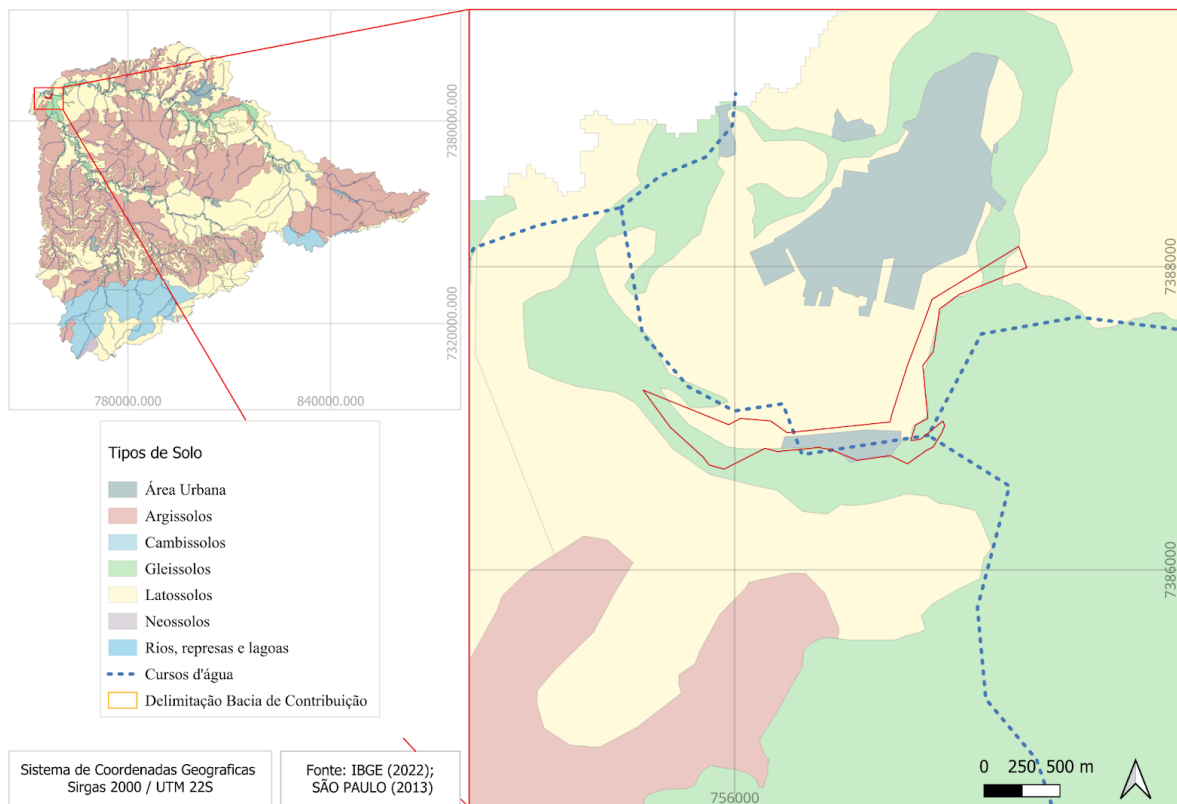 7380000.000
7320000.000
780000.000
840000.000
Tipos de Solo
Área Urbana
Argissolos
Cambissolos
Gleissolos
Latossolos
Neossolos
Rios, represas e lagoas
Cursos d'água
Delimitação Bacia de Contribuição
Sistema de Coordenadas Geograficas
Sirgas 2000 / UTM 22S
Fonte: IBGE (2022);
SÃO PAULO (2013)
7388000
7386000
756000
0 250 500 m